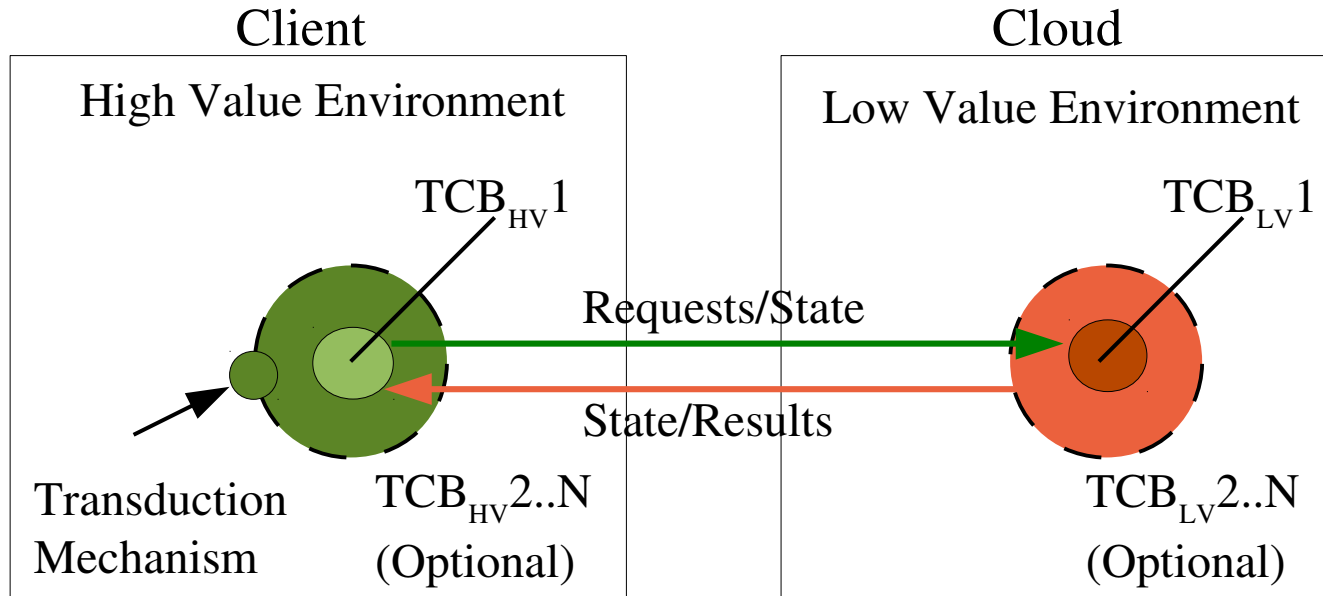 Client
Cloud
High Value Environment
Low Value Environment
TCB_HV1
TCB_LV1
Requests/State
State/Results
Transduction
Mechanism
TCB_HV2..N
(Optional)
TCB_LV2..N
(Optional)